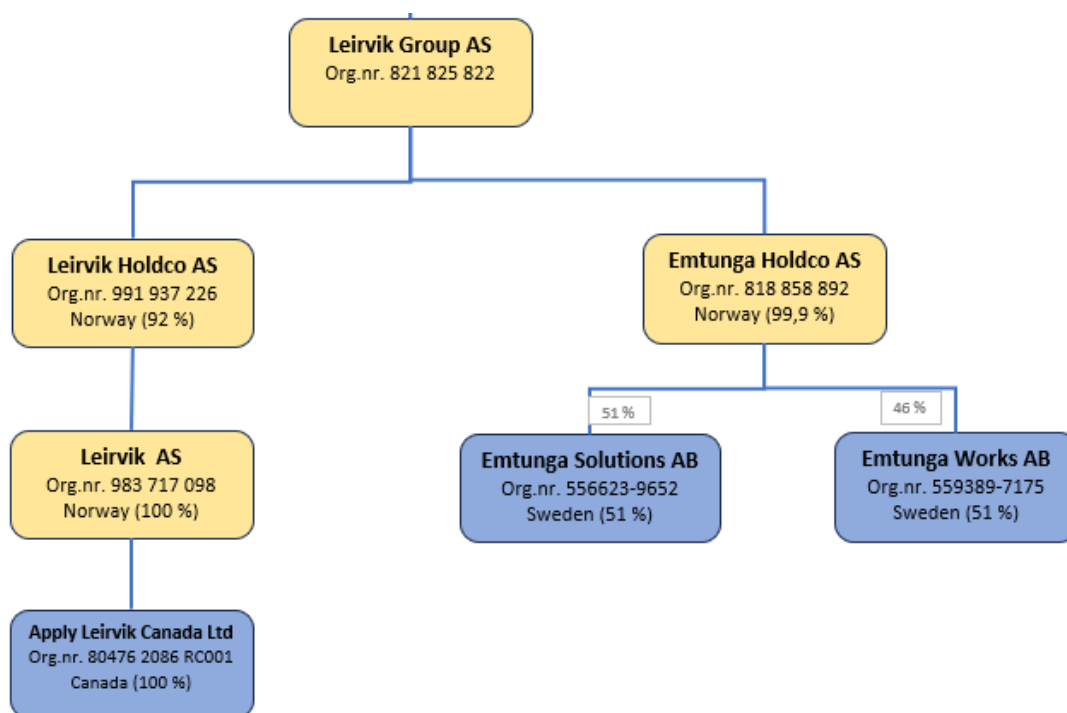 Leirvik Group AS
Org.nr. 821 825 822
Leirvik Holdco AS
Org.nr. 991 937 226
Norway (92 %)
Emtunga Holdco AS
Org.nr. 818 858 892
Norway (99,9 %)
51 %
46 %
Leirvik AS
Org.nr. 983 717 098
Norway (100 %)
Emtunga Solutions AB
Org.nr. 556623-9652
Sweden (51 %)
Emtunga Works AB
Org.nr. 559389-7175
Sweden (51 %)
Apply Leirvik Canada Ltd
Org.nr. 80476 2086 RC001
Canada (100 %)